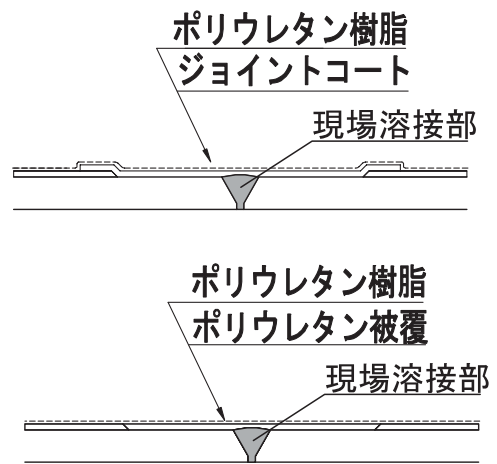 ポリウレタン樹脂
ジョイントコート
現場溶接部
ポリウレタン樹脂
ポリウレタン被覆
現場溶接部